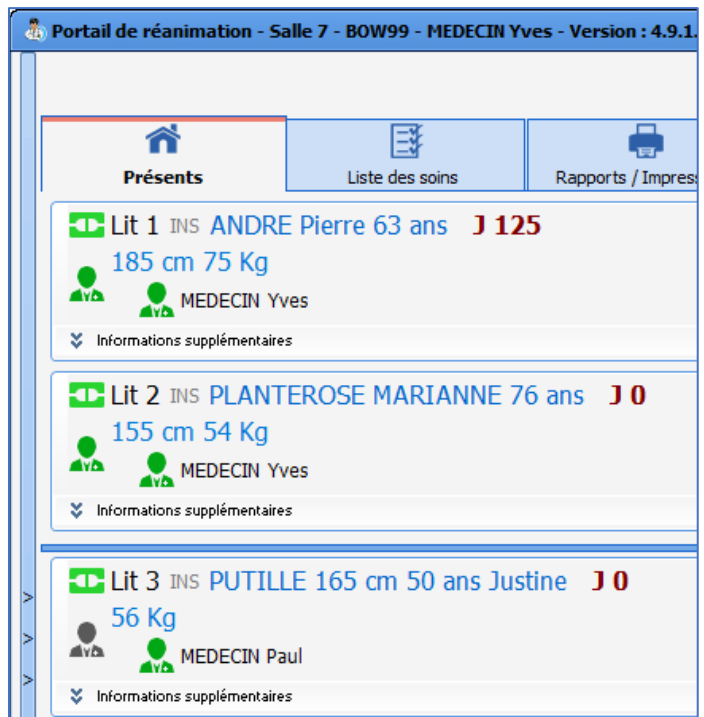 Portail de réanimation - Salle 7 - BOW99 - MEDECIN Yves - Version : 4.9.1.
Présents
Liste des soins
Rapports / Impress
Lit 1 INS ANDRE Pierre 63 ans J 125
185 cm 75 Kg
MEDECIN Yves
Informations supplémentaires
Lit 2 INS PLANTEROSE MARIANNE 76 ans J 0
155 cm 54 Kg
MEDECIN Yves
Informations supplémentaires
Lit 3 INS PUTILLE 165 cm 50 ans Justine J 0
56 Kg
MEDECIN Paul
Informations supplémentaires